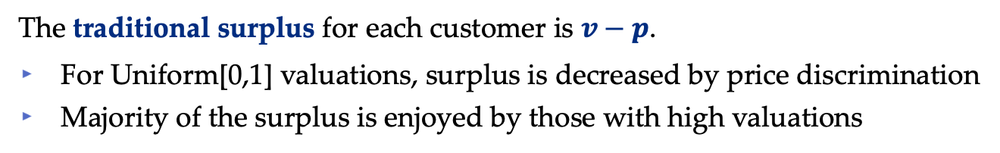 The traditional surplus for each customer is v − p.
▸ For Uniform[0,1] valuations, surplus is decreased by price discrimination
▸ Majority of the surplus is enjoyed by those with high valuations